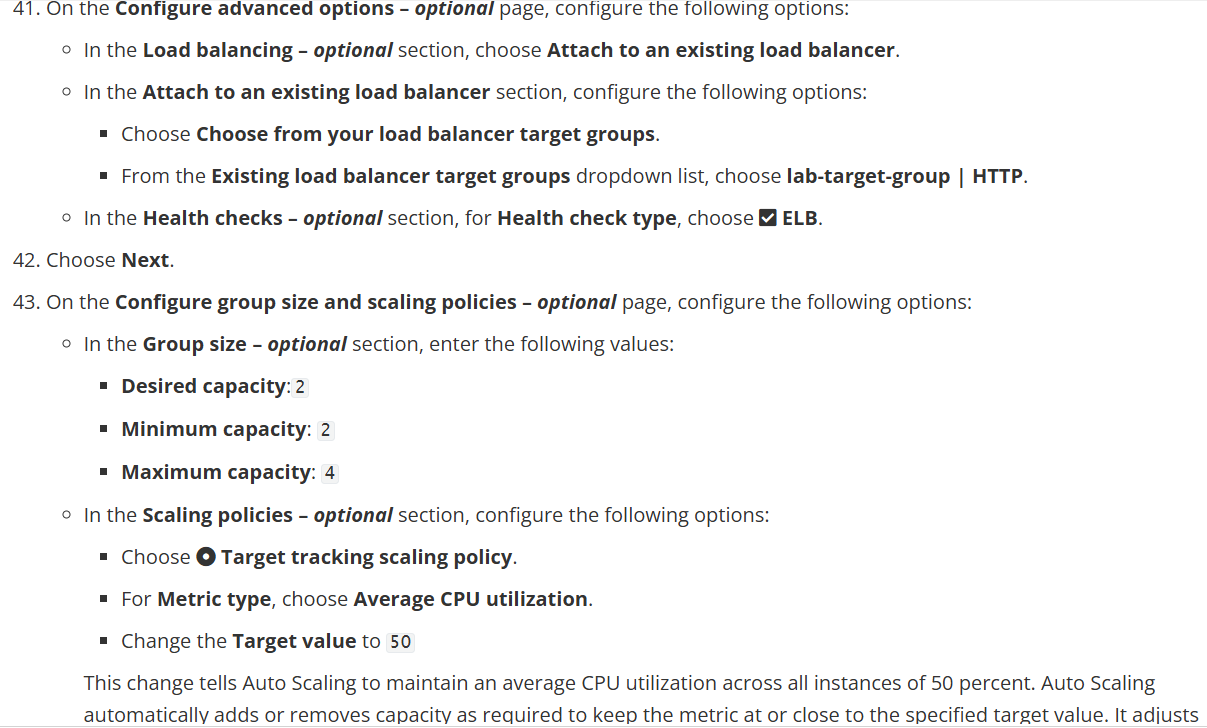 41. On the Configure advanced options – optional page, configure the following options:
In the Load balancing – optional section, choose Attach to an existing load balancer.
In the Attach to an existing load balancer section, configure the following options:
Choose Choose from your load balancer target groups.
From the Existing load balancer target groups dropdown list, choose lab-target-group | HTTP.
In the Health checks – optional section, for Health check type, choose ELB.
42. Choose Next.
43. On the Configure group size and scaling policies – optional page, configure the following options:
In the Group size – optional section, enter the following values:
Desired capacity: 2
Minimum capacity: 2
Maximum capacity: 4
In the Scaling policies – optional section, configure the following options:
Choose Target tracking scaling policy.
For Metric type, choose Average CPU utilization.
Change the Target value to 50
This change tells Auto Scaling to maintain an average CPU utilization across all instances of 50 percent. Auto Scaling
automatically adds or removes capacity as required to keep the metric at or close to the specified target value. It adjusts